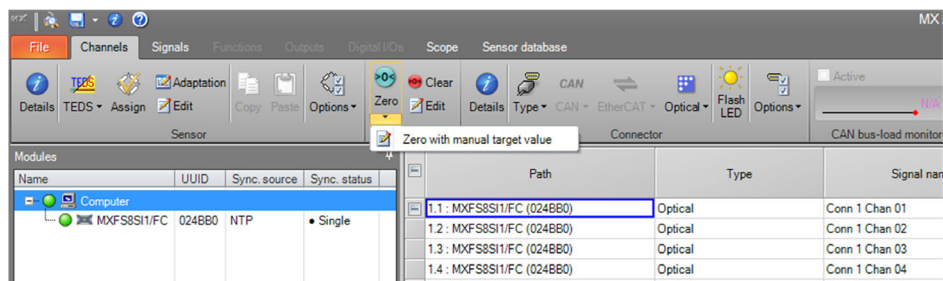 MX MX
File Channels Signals Functions Outputs Digital I/Os Scope Sensor database
Details TEDS Assign Adaptation Edit Copy Paste Options >0< Zero Clear Edit Details Type CAN CAN EtherCAT Optical Flash LED Options Active N/A
Sensor Connector CAN bus-load monitor
Zero with manual target value
Modules
Name UUID Sync. source Sync. status Path Type Signal nam
Computer
MXFS8SI1/FC 024BB0 NTP • Single
1.1 : MXFS8SI1/FC (024BB0) Optical Conn 1 Chan 01
1.2 : MXFS8SI1/FC (024BB0) Optical Conn 1 Chan 02
1.3 : MXFS8SI1/FC (024BB0) Optical Conn 1 Chan 03
1.4 : MXFS8SI1/FC (024BB0) Optical Conn 1 Chan 04